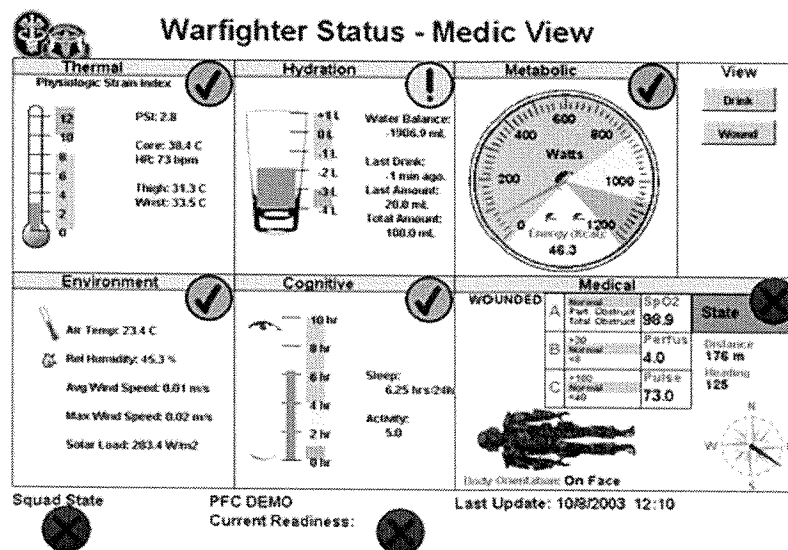 Warfighter Status - Medic View
Thermal
Physiologic Strain Index
12
10
8
6
4
2
0
PSI: 2.8
Core: 38.4 C
HR: 73 bpm
Thigh: 31.3 C
Wrist: 33.5 C
Hydration
+1 L
0 L
-1 L
-2 L
-3 L
-4 L
Water Balance:
-1906.9 mL
Last Drink:
-1 min ago.
Last Amount:
20.0 mL
Total Amount:
100.0 mL
Metabolic
0
200
400
600
800
1000
1200
Watts
Energy (Kcal):
46.3
View
Drink
Wound
Environment
Air Temp: 23.4 C
Rel Humidity: 45.3 %
Avg Wind Speed: 0.01 m/s
Max Wind Speed: 0.02 m/s
Solar Load: 283.4 W/m2
Cognitive
10 hr
8 hr
6 hr
4 hr
2 hr
0 hr
Sleep:
6.25 hrs/24h
Activity:
5.0
Medical
WOUNDED
A
Normal
Part. Obstruct
Total Obstruct
SpO2
98.9
B
>30
Normal
<8
Perfus
4.0
C
>100
Normal
<40
Pulse
73.0
State
Distance
176 m
Heading
125
N
W
S
Body Orientation: On Face
Squad State
PFC DEMO
Current Readiness:
Last Update: 10/8/2003 12:10